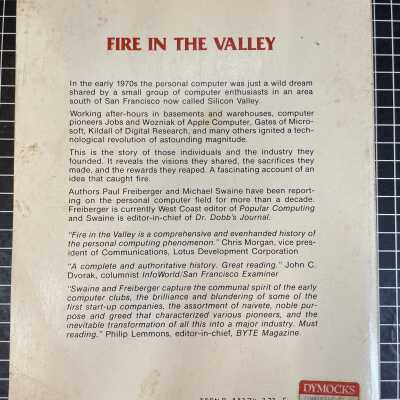 FIRE IN THE VALLEY
In the early 1970s the personal computer was just a wild dream
shared by a small group of computer enthusiasts in an area
south of San Francisco now called Silicon Valley.
Working after-hours in basements and warehouses, computer
pioneers Jobs and Wozniak of Apple Computer, Gates of Micro-
soft, Kildall of Digital Research, and many others ignited a tech-
nological revolution of astounding magnitude.
This is the story of those individuals and the industry they
founded. It reveals the visions they shared, the sacrifices they
made, and the rewards they reaped. A fascinating account of an
idea that caught fire.
Authors Paul Freiberger and Michael Swaine have been report-
ing on the personal computer field for more than a decade.
Freiberger is currently West Coast editor of Popular Computing
and Swaine is editor-in-chief of Dr. Dobb's Journal.
"Fire in the Valley is a comprehensive and evenhanded history of
the personal computing phenomenon." Chris Morgan, vice pres-
ident of Communications, Lotus Development Corporation
"A complete and authoritative history. Great reading." John C.
Dvorak, columnist InfoWorld/San Francisco Examiner
"Swaine and Freiberger capture the communal spirit of the early
computer clubs, the brilliance and blundering of some of the
first start-up companies, the assortment of naivete, noble pur-
pose and greed that characterized various pioneers, and the
inevitable transformation of all this into a major industry. Must
reading." Philip Lemmons, editor-in-chief, BYTE Magazine.
DYMOCKS